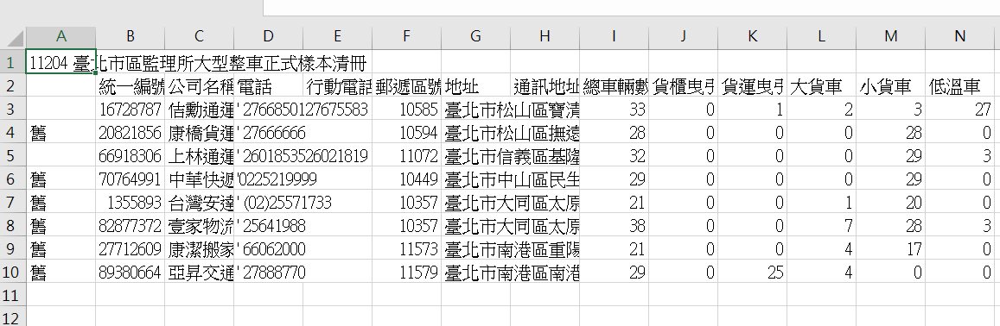 A B C D E F G H I J K L M N
1 11204 臺北市區監理所大型整車正式樣本清冊
2 統一編號 公司名稱 電話 行動電話 郵遞區號 地址 通訊地址 總車輛數 貨櫃曳引 貨運曳引 大貨車 小貨車 低溫車
3 16728787 佶勳通運 '27668501 27675583 10585 臺北市松山區寶清 33 0 1 2 3 27
4 舊 20821856 康橋貨運 '27666666 10594 臺北市松山區撫遠 28 0 0 0 28 0
5 66918306 上林通運 '26018535 26021819 11072 臺北市信義區基隆 32 0 0 0 29 3
6 舊 70764991 中華快遞 '0225219999 10449 臺北市中山區民生 29 0 0 0 29 0
7 舊 1355893 台灣安達 '(02)25571733 10357 臺北市大同區太原 21 0 0 1 20 0
8 舊 82877372 壹家物流 '25641988 10357 臺北市大同區太原 38 0 0 7 28 3
9 舊 27712609 康潔搬家 '66062000 11573 臺北市南港區重陽 21 0 0 4 17 0
10 舊 89380664 亞昇交通 '27888770 11579 臺北市南港區南港 29 0 25 4 0 0
11
12